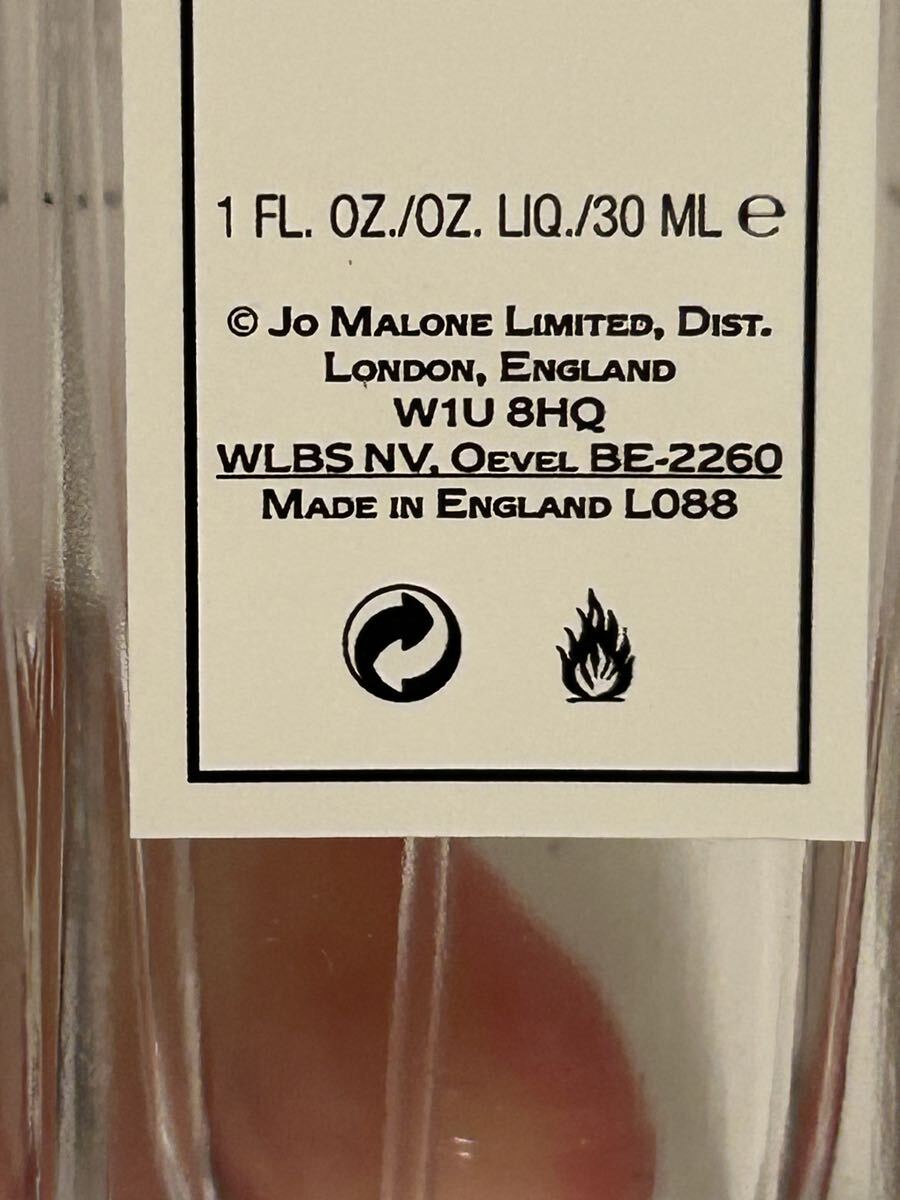 1 FL. OZ./OZ. LIQ./30 ML ℮
© JO MALONE LIMITED, DIST.
LONDON, ENGLAND
W1U 8HQ
WLBS NV, OEVEL BE-2260
MADE IN ENGLAND L088